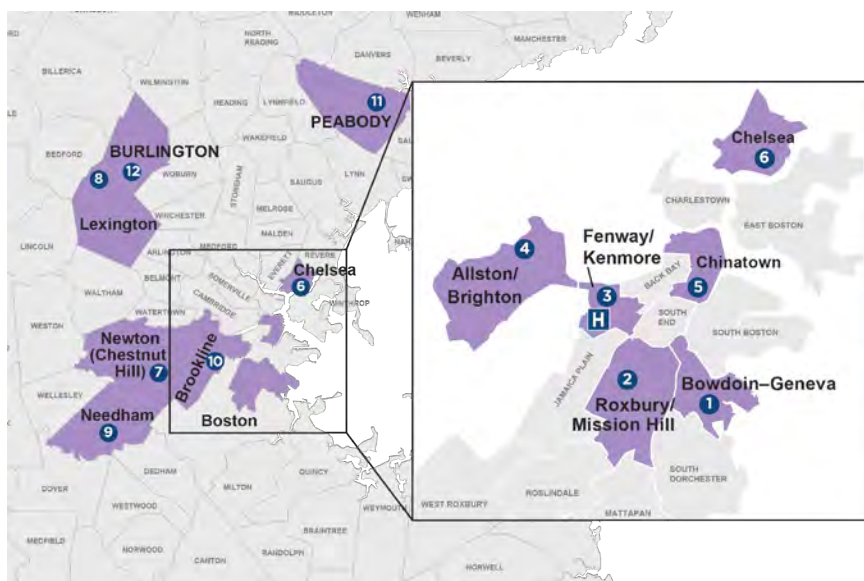 MIDDLETON
WENHAM
MANCHESTER
NORTH
READING
DANVERS
BEVERLY
BILLERICA
WILMINGTON
READING
LYNNFIELD
11
PEABODY
WAKEFIELD
BEDFORD
BURLINGTON
8
12
WOBURN
STONEHAM
SAUGUS
LYNN
Lexington
WINCHESTER
MELROSE
MALDEN
LINCOLN
ARLINGTON
MEDFORD
EVERETT
REVERE
BELMONT
SOMERVILLE
Chelsea
6
WALTHAM
CAMBRIDGE
WINTHROP
WATERTOWN
WESTON
Newton
(Chestnut
Hill)
7
Brookline
10
WELLESLEY
Needham
9
Boston
DEDHAM
QUINCY
DOVER
MILTON
WESTWOOD
WEYMOUTH
BRAINTREE
MEDFIELD
NORWOOD
CANTON
RANDOLPH
NORWELL
Chelsea
6
CHARLESTOWN
EAST BOSTON
4
Allston/
Brighton
Fenway/
Kenmore
3
H
BACK BAY
Chinatown
5
SOUTH
END
SOUTH BOSTON
JAMAICA PLAIN
2
Roxbury/
Mission Hill
Bowdoin–Geneva
1
SOUTH
DORCHESTER
ROSLINDALE
WEST ROXBURY
MATTAPAN